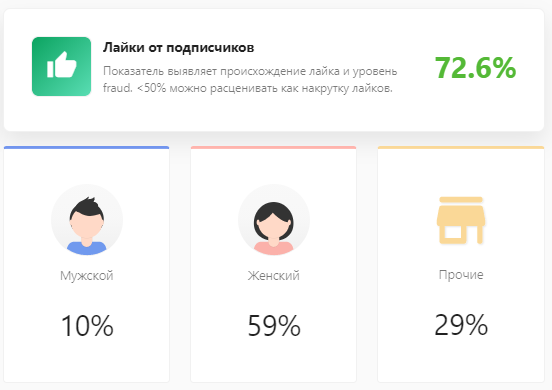 Лайки от подписчиков
Показатель выявляет происхождение лайка и уровень
fraud. <50% можно расценивать как накрутку лайков.
72.6%
Мужской
10%
Женский
59%
Прочие
29%